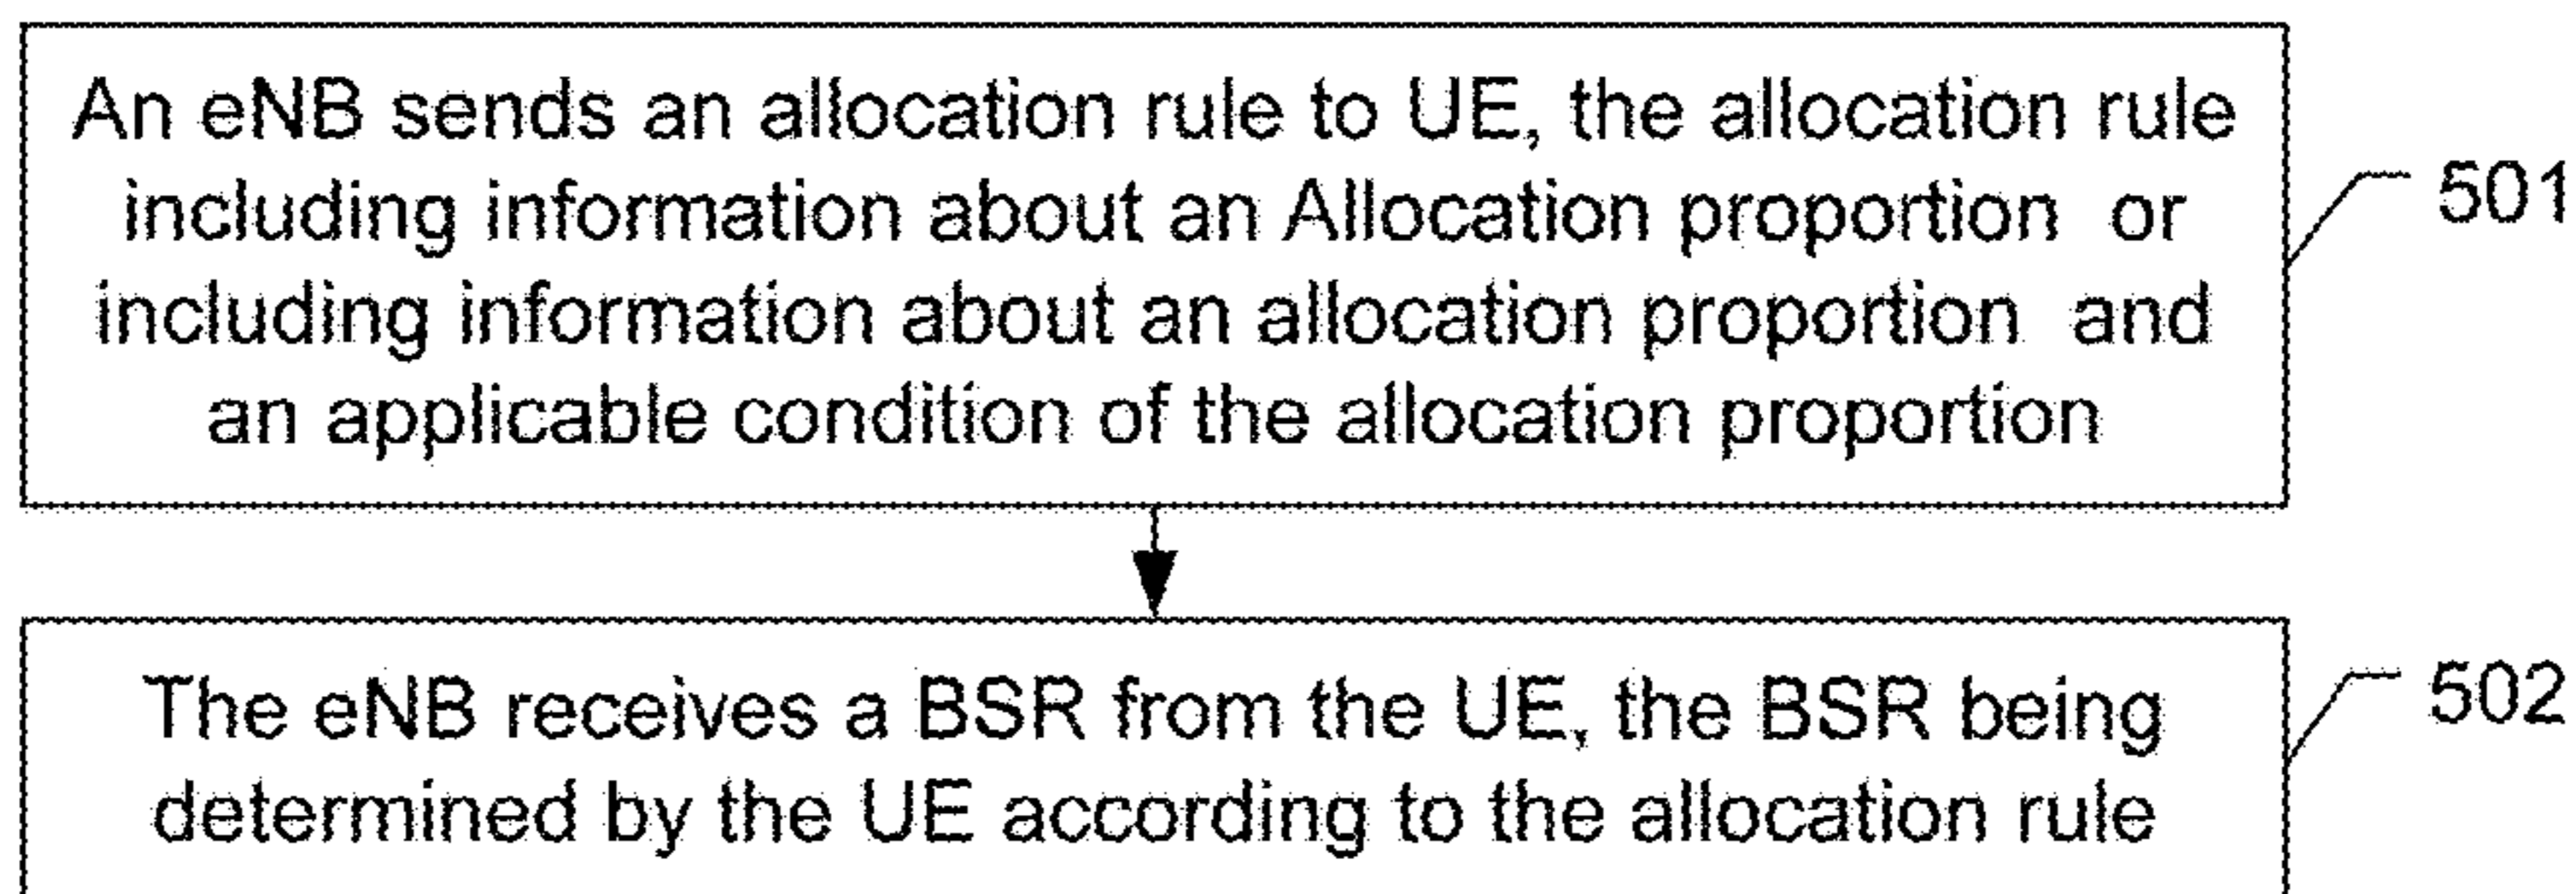 An eNB sends an allocation rule to UE, the allocation rule
including information about an Allocation proportion or
including information about an allocation proportion and
an applicable condition of the allocation proportion
501
The eNB receives a BSR from the UE, the BSR being
determined by the UE according to the allocation rule
502